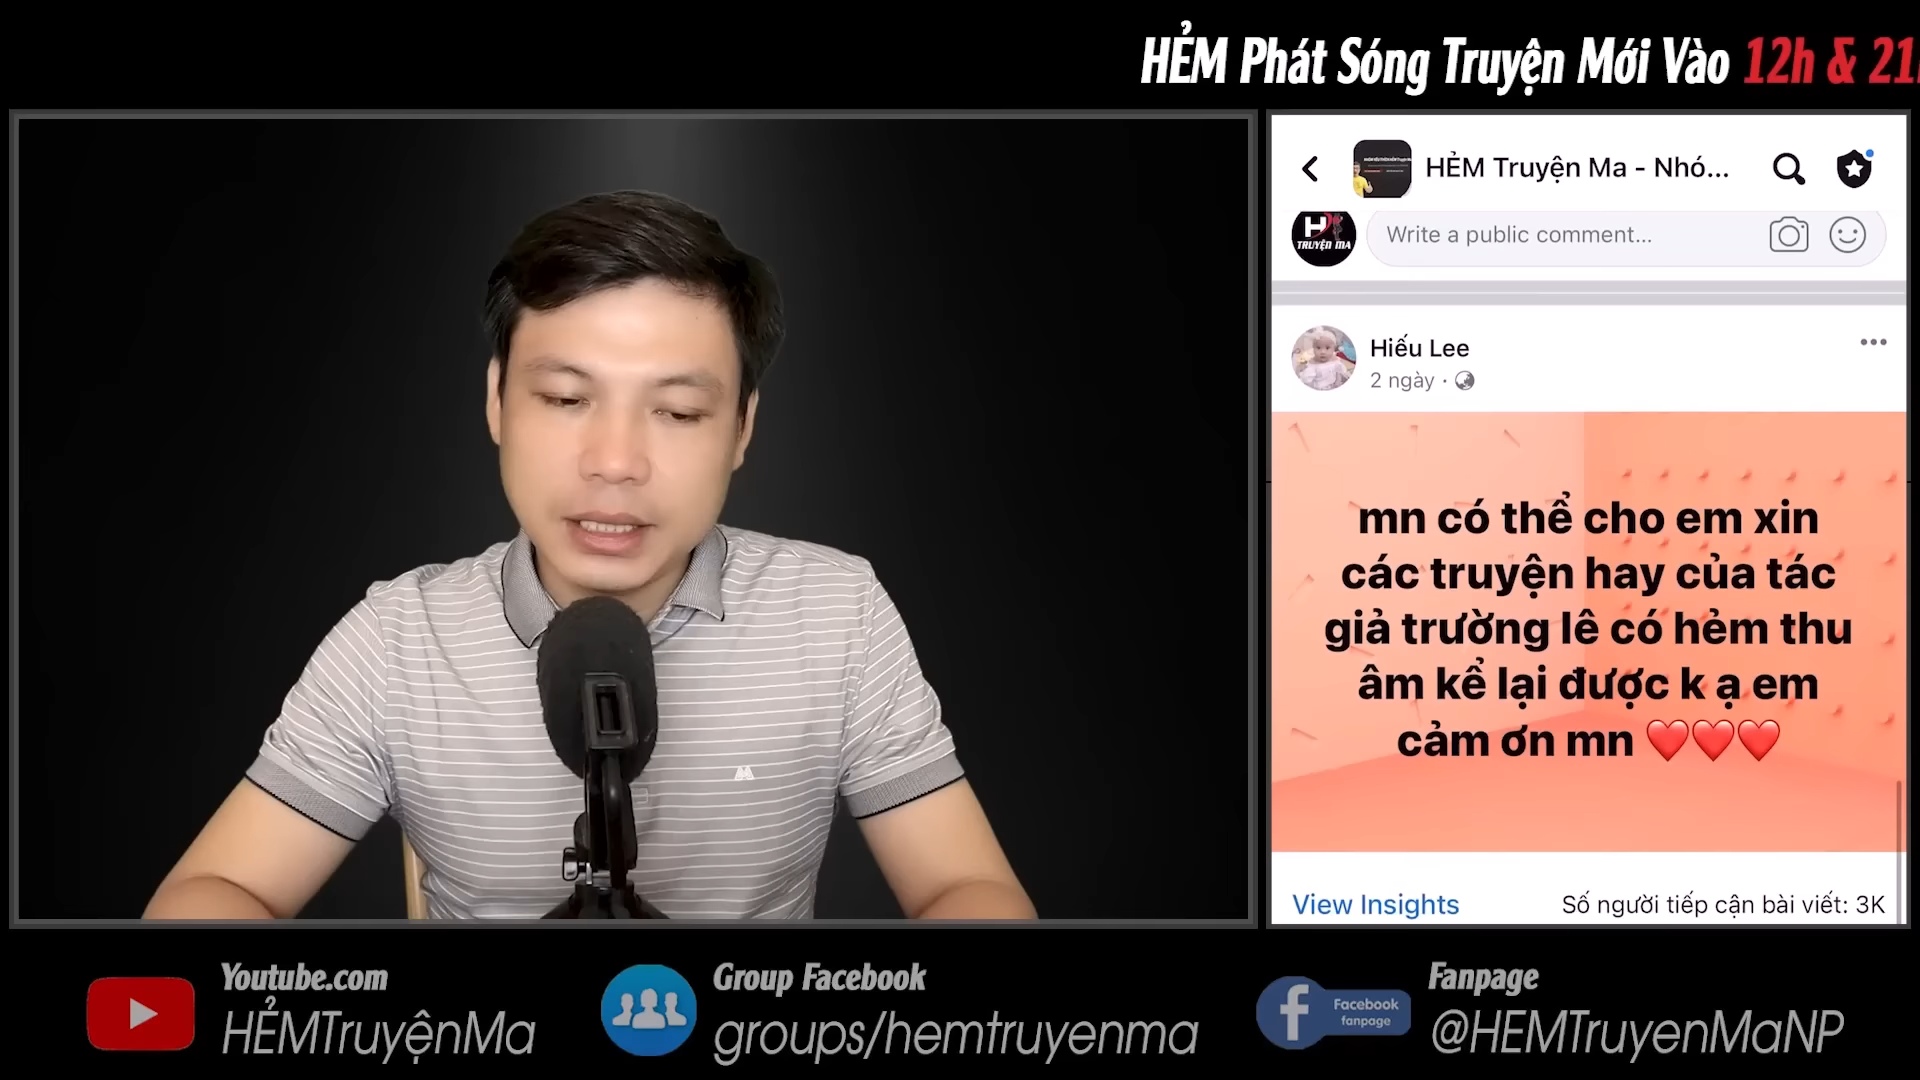 HẺM Phát Sóng Truyện Mới Vào 12h & 21
HẺM Truyện Ma - Nhó...
H
TRUYỆN MA
Write a public comment...
Hiếu Lee
2 ngày ·
mn có thể cho em xin
các truyện hay của tác
giả trường lê có hẻm thu
âm kể lại được k ạ em
cảm ơn mn ❤️❤️❤️
View Insights
Số người tiếp cận bài viết: 3K
Youtube.com
HẺMTruyệnMa
Group Facebook
groups/hemtruyenma
Facebook
fanpage
Fanpage
@HEMTruyenMaNP